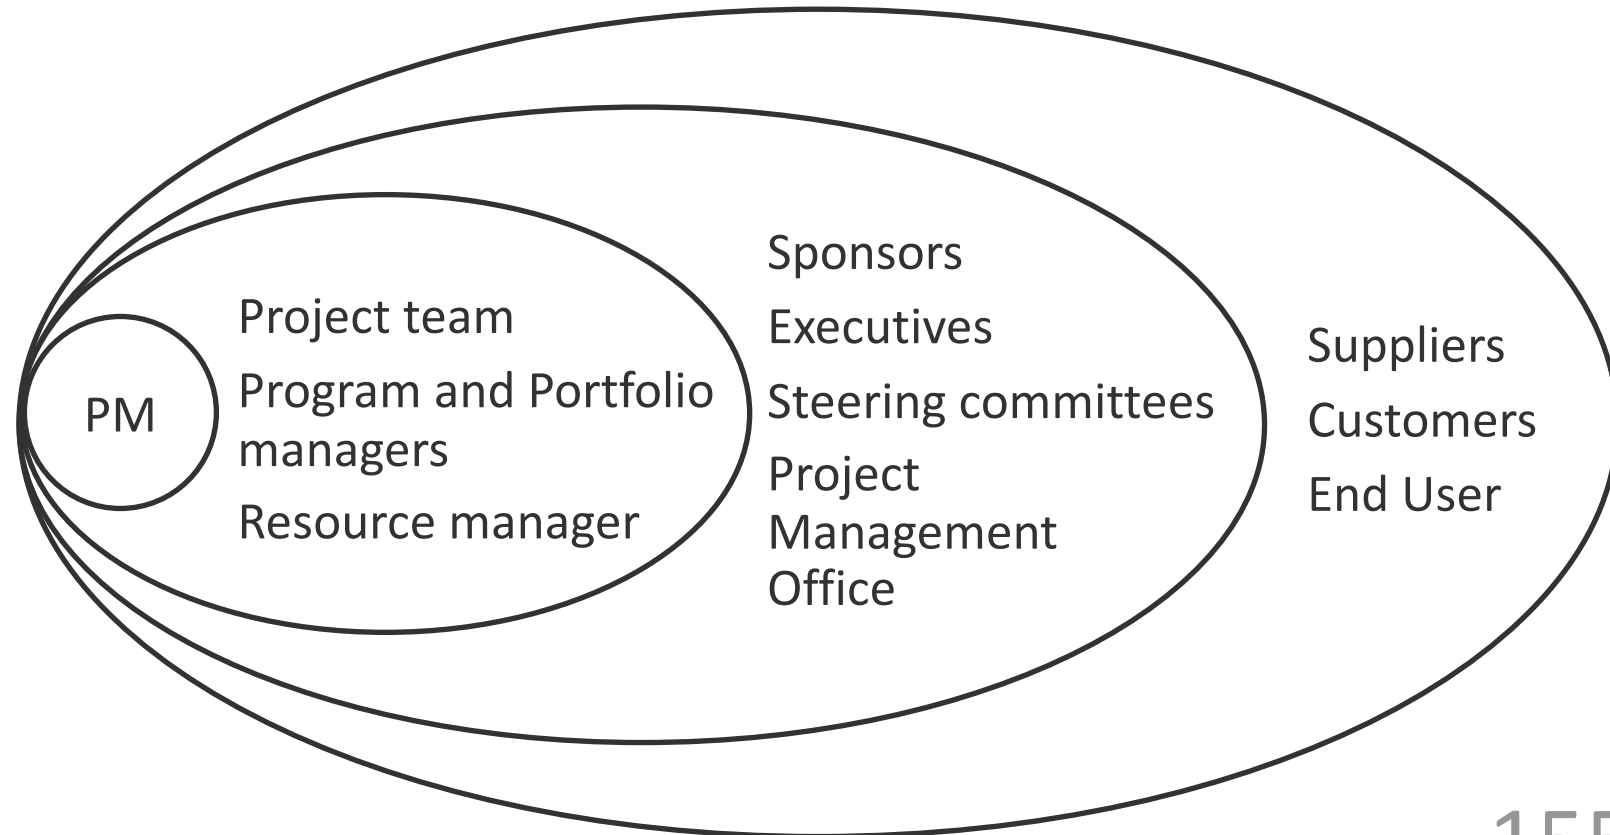 PM
Project team
Program and Portfolio
managers
Resource manager
Sponsors
Executives
Steering committees
Project
Management
Office
Suppliers
Customers
End User